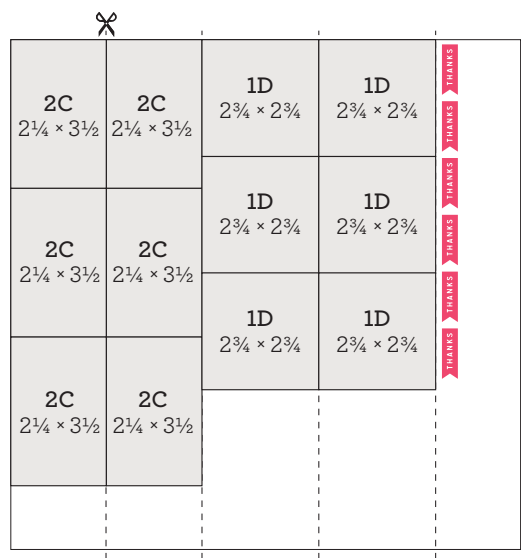 2C
2¼ × 3½
2C
2¼ × 3½
1D
2¾ × 2¾
1D
2¾ × 2¾
THANKS
THANKS
2C
2¼ × 3½
2C
2¼ × 3½
1D
2¾ × 2¾
1D
2¾ × 2¾
THANKS
THANKS
2C
2¼ × 3½
2C
2¼ × 3½
1D
2¾ × 2¾
1D
2¾ × 2¾
THANKS
THANKS